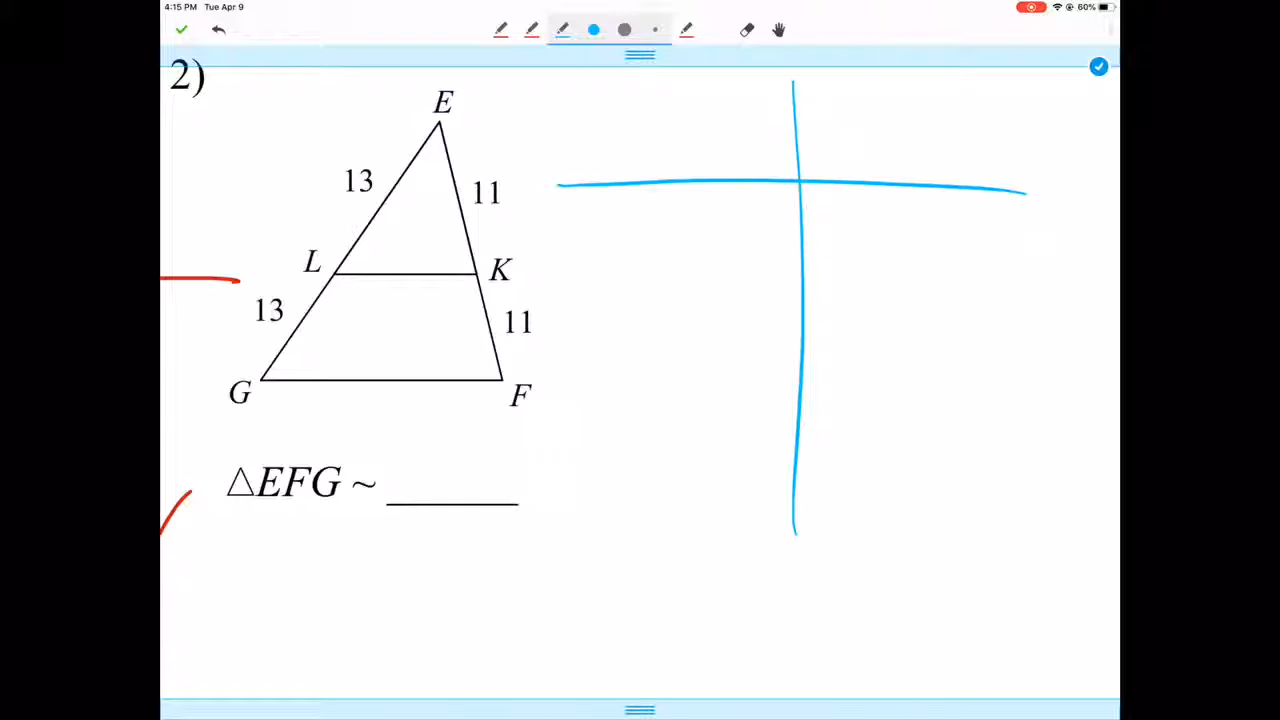 4:15 PM Tue Apr 9
60%
2)
E
13
11
L
K
13
11
G
F
△EFG ~ ______